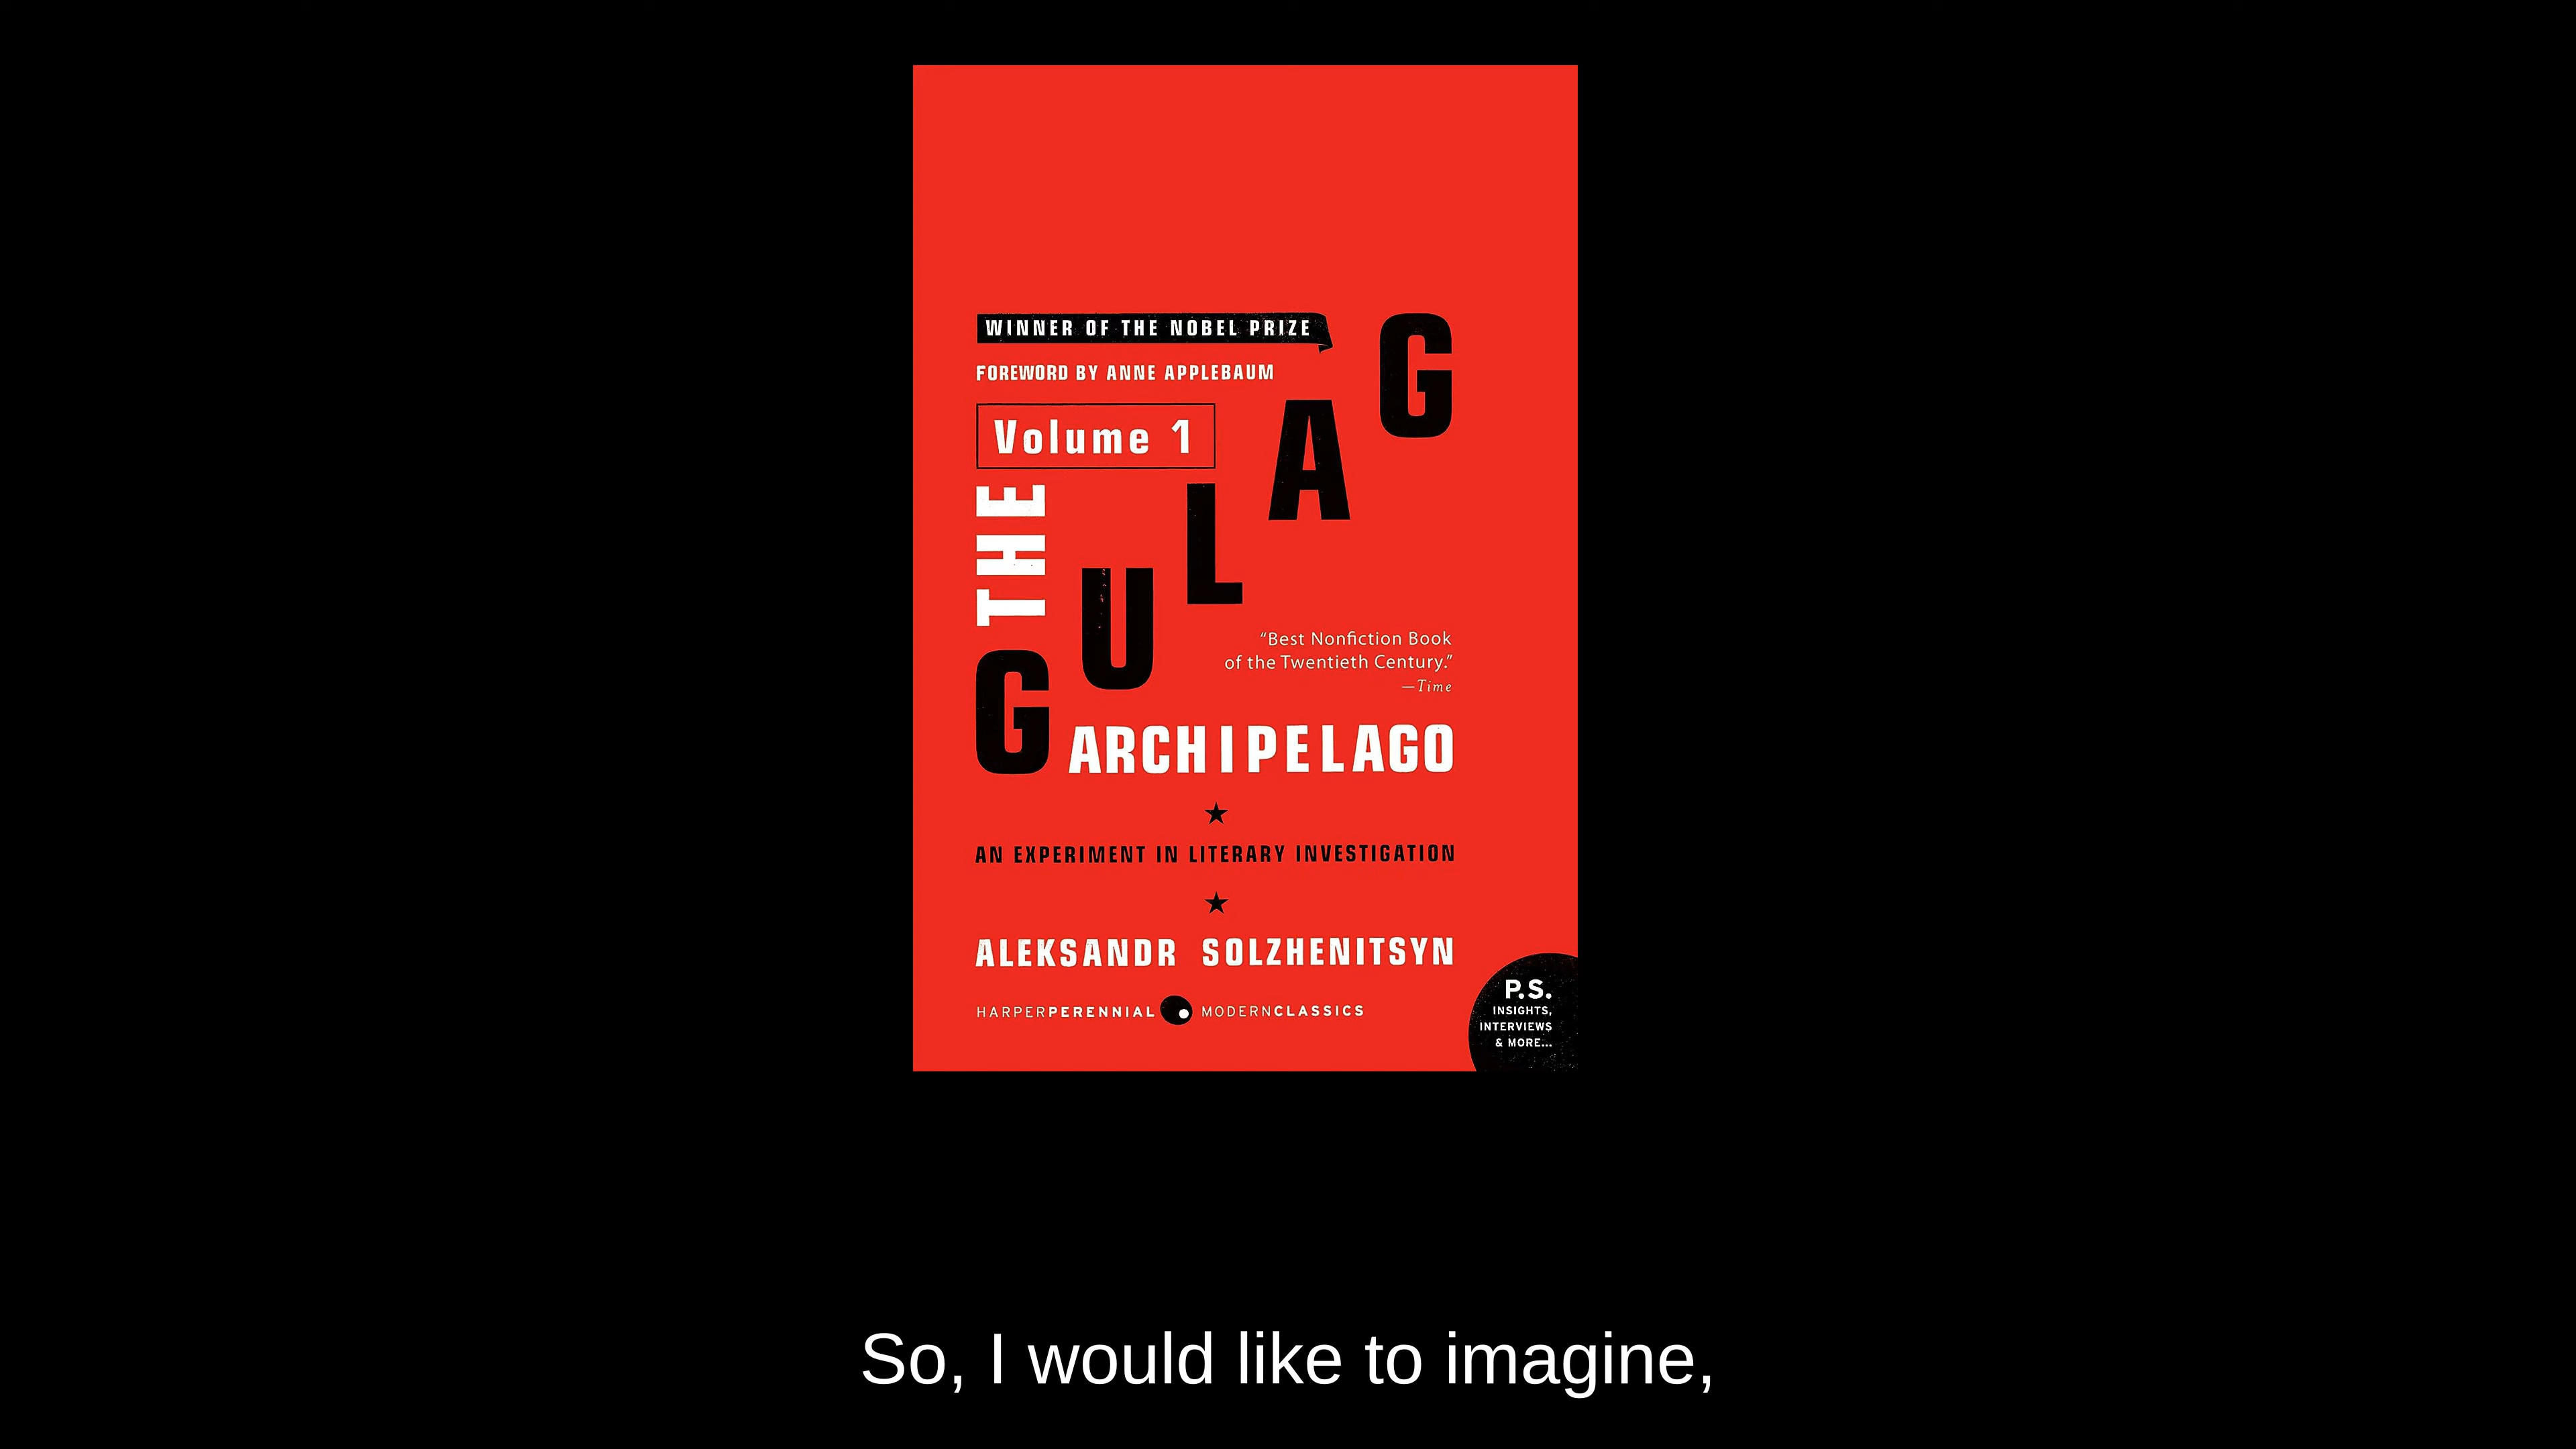 WINNER OF THE NOBEL PRIZE
FOREWORD BY ANNE APPLEBAUM
Volume 1
THE
GULAG
ARCHIPELAGO
“Best Nonfiction Book
of the Twentieth Century.”
—Time
AN EXPERIMENT IN LITERARY INVESTIGATION
ALEKSANDR SOLZHENITSYN
HARPERPERENNIAL MODERNCLASSICS
P.S.
INSIGHTS,
INTERVIEWS
& MORE...
So, I would like to imagine,